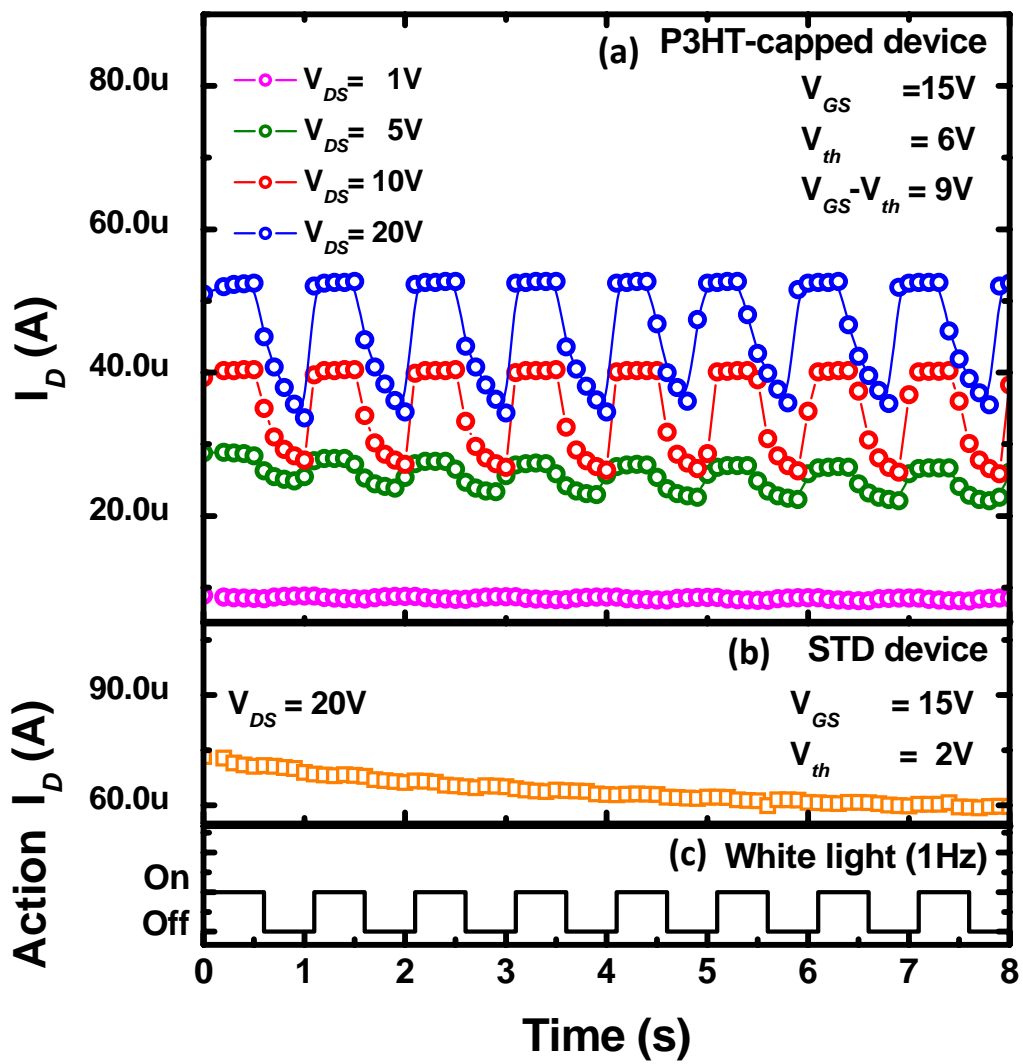 (a) P3HT-capped device
V_DS= 1V
V_DS= 5V
V_DS= 10V
V_DS= 20V
V_GS =15V
V_th = 6V
V_GS-V_th = 9V
80.0u
60.0u
40.0u
20.0u
I_D (A)
(b) STD device
V_DS = 20V
V_GS = 15V
V_th = 2V
90.0u
60.0u
I_D (A)
(c) White light (1Hz)
On
Off
Action
0 1 2 3 4 5 6 7 8
Time (s)